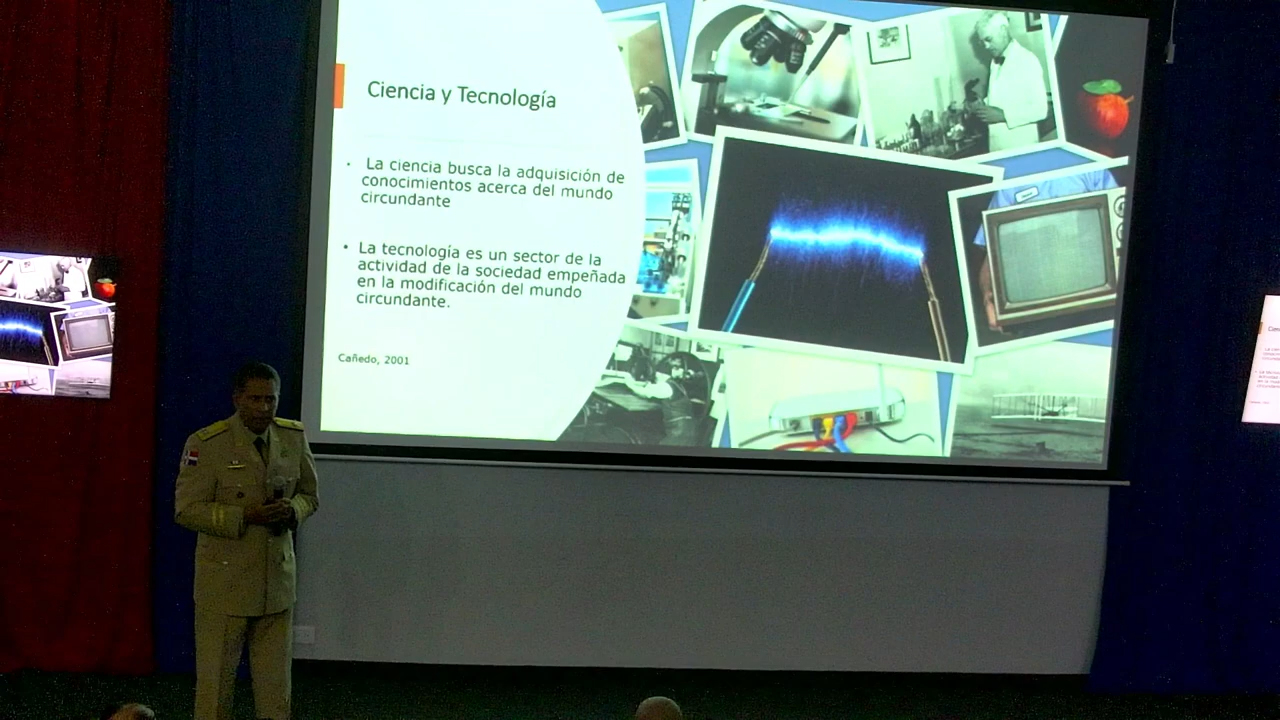 Ciencia y Tecnología
• La ciencia busca la adquisición de
conocimientos acerca del mundo
circundante
• La tecnología es un sector de la
actividad de la sociedad empeñada
en la modificación del mundo
circundante.
Cañedo, 2001